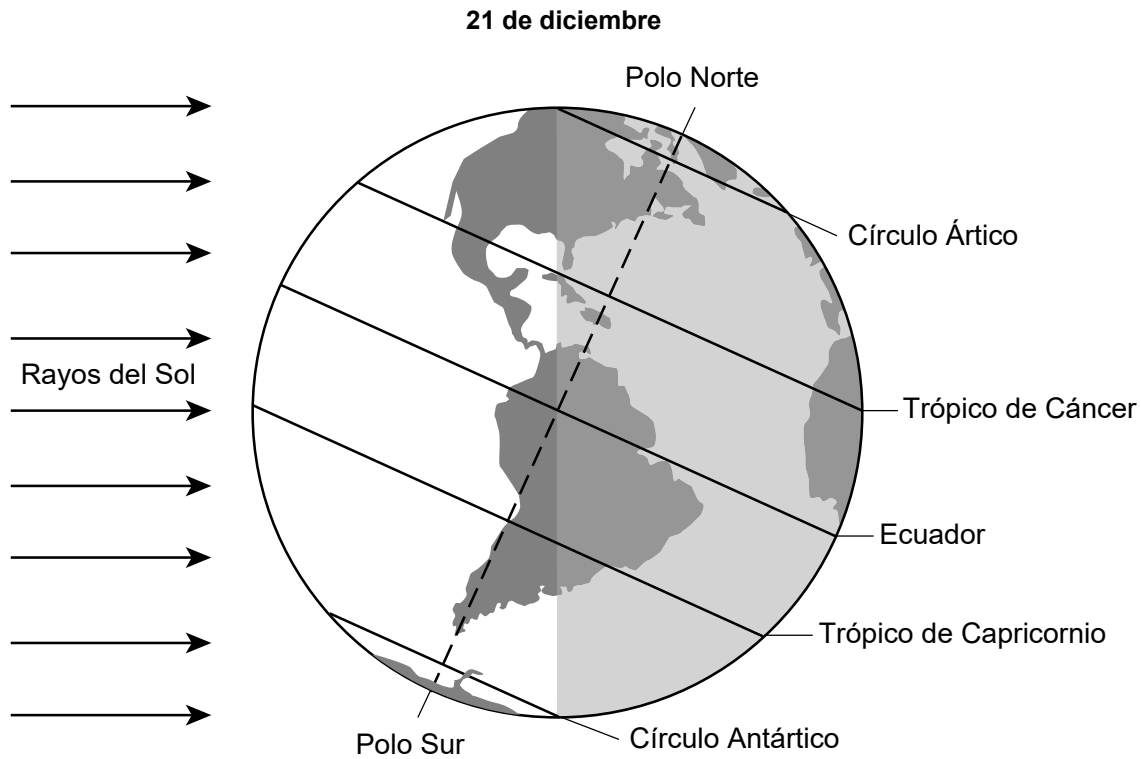 21 de diciembre
Polo Norte
Círculo Ártico
Rayos del Sol
Trópico de Cáncer
Ecuador
Trópico de Capricornio
Círculo Antártico
Polo Sur